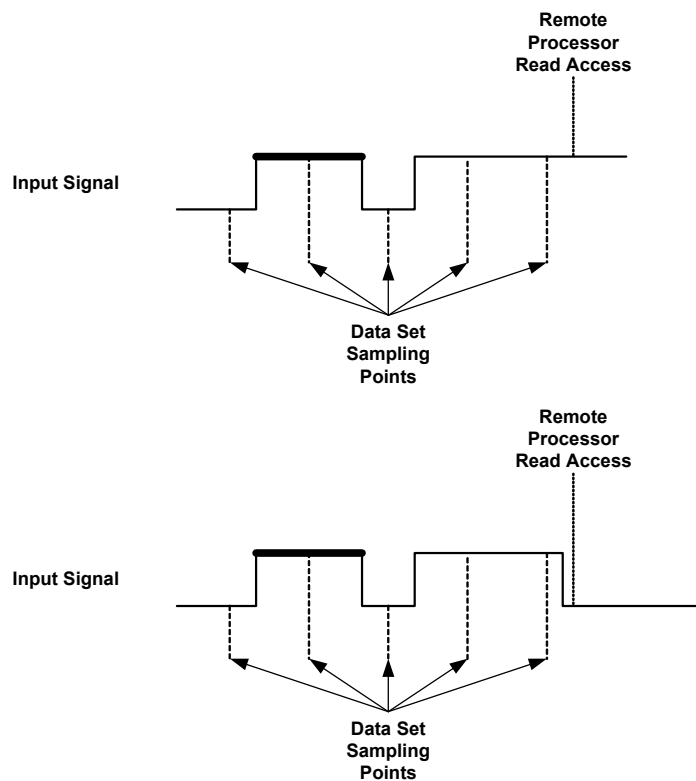 Remote
Processor
Read Access
Input Signal
Data Set
Sampling
Points
Remote
Processor
Read Access
Input Signal
Data Set
Sampling
Points